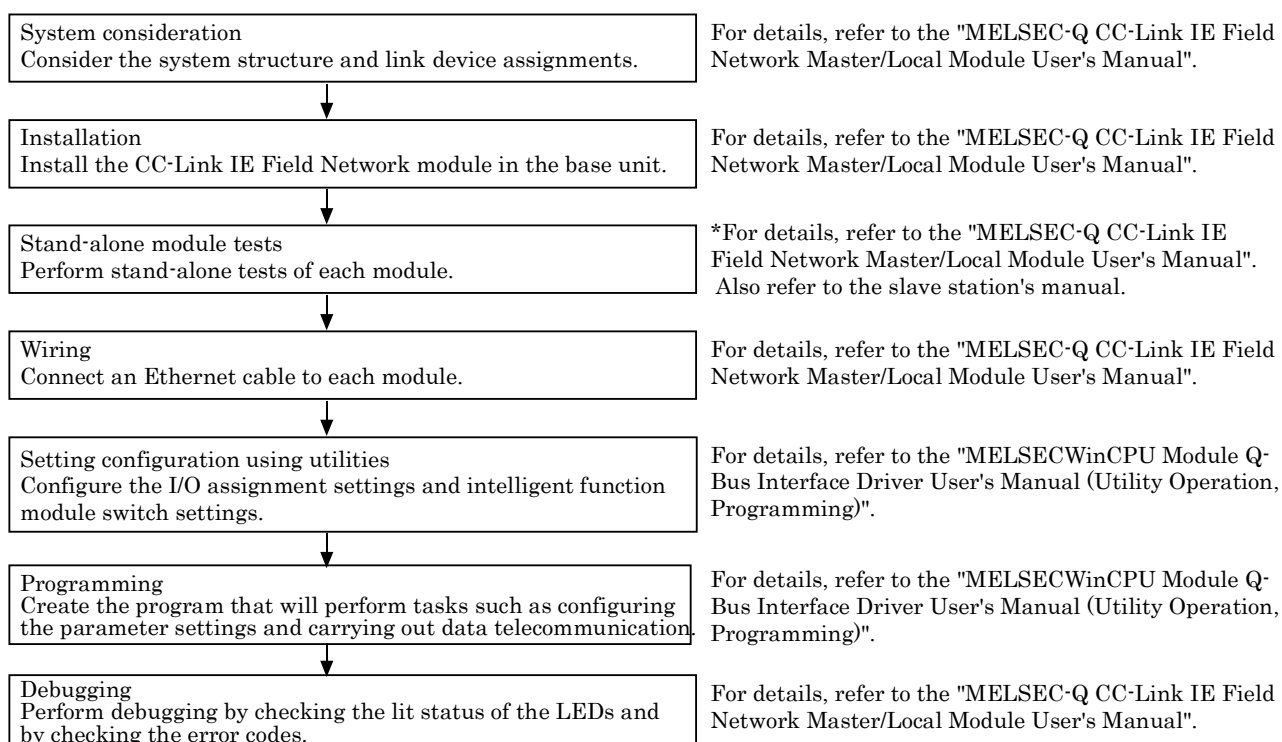 System consideration
Consider the system structure and link device assignments.
For details, refer to the "MELSEC-Q CC-Link IE Field
Network Master/Local Module User's Manual".
Installation
Install the CC-Link IE Field Network module in the base unit.
For details, refer to the "MELSEC-Q CC-Link IE Field
Network Master/Local Module User's Manual".
Stand-alone module tests
Perform stand-alone tests of each module.
*For details, refer to the "MELSEC-Q CC-Link IE
Field Network Master/Local Module User's Manual".
Also refer to the slave station's manual.
Wiring
Connect an Ethernet cable to each module.
For details, refer to the "MELSEC-Q CC-Link IE Field
Network Master/Local Module User's Manual".
Setting configuration using utilities
Configure the I/O assignment settings and intelligent function
module switch settings.
For details, refer to the "MELSECWinCPU Module Q-
Bus Interface Driver User's Manual (Utility Operation,
Programming)".
Programming
Create the program that will perform tasks such as configuring
the parameter settings and carrying out data telecommunication.
For details, refer to the "MELSECWinCPU Module Q-
Bus Interface Driver User's Manual (Utility Operation,
Programming)".
Debugging
Perform debugging by checking the lit status of the LEDs and
by checking the error codes.
For details, refer to the "MELSEC-Q CC-Link IE Field
Network Master/Local Module User's Manual".